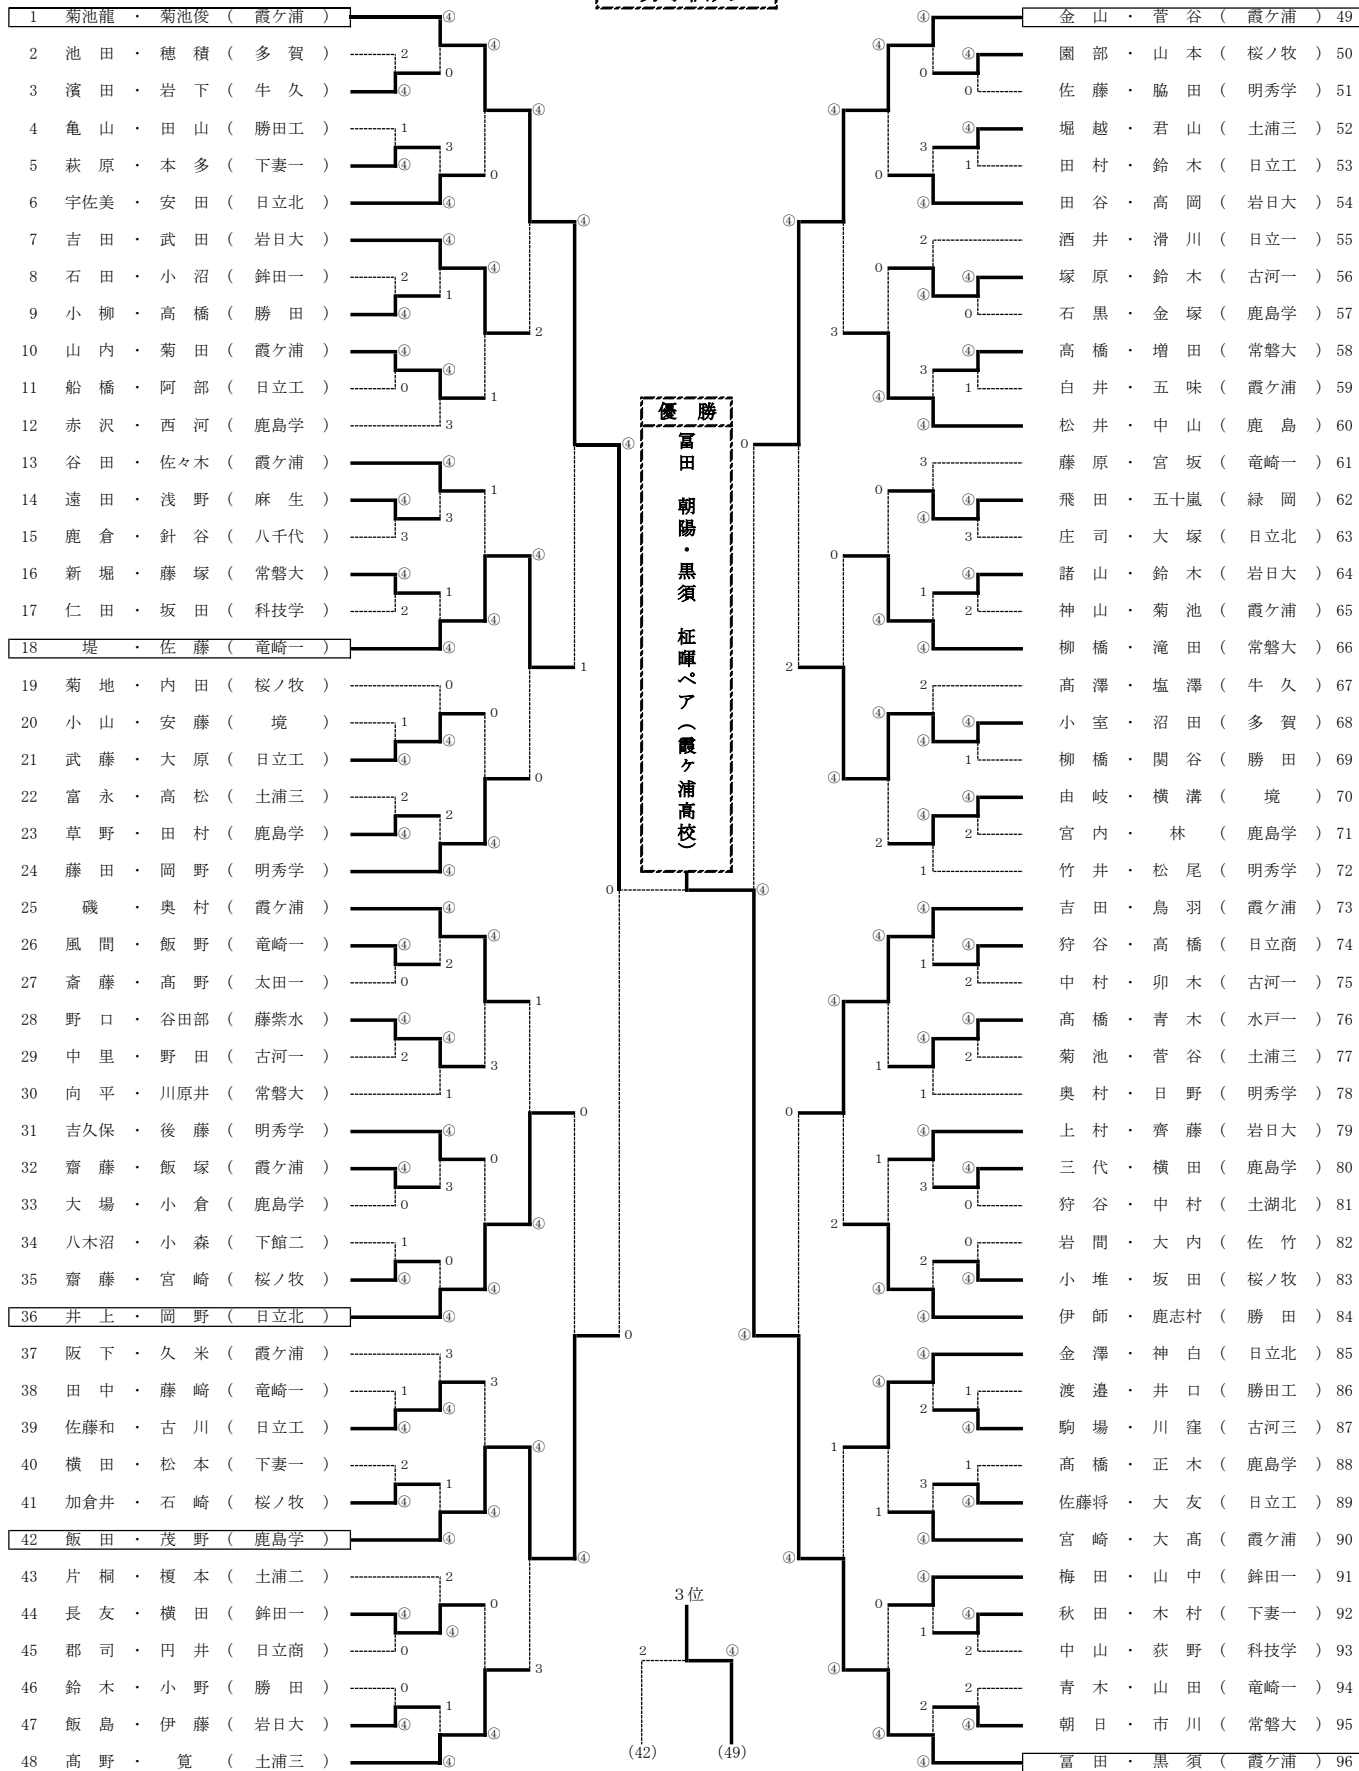 1 菊池龍 ・ 菊池俊 ( 霞ケ浦 )
2 池田 ・ 穂積 ( 多賀 )
3 濱田 ・ 岩下 ( 牛久 )
4 亀山 ・ 田山 ( 勝田工 )
5 萩原 ・ 本多 ( 下妻一 )
6 宇佐美 ・ 安田 ( 日立北 )
7 吉田 ・ 武田 ( 岩日大 )
8 石田 ・ 小沼 ( 鉾田一 )
9 小柳 ・ 高橋 ( 勝田 )
10 山内 ・ 菊田 ( 霞ケ浦 )
11 船橋 ・ 阿部 ( 日立工 )
12 赤沢 ・ 西河 ( 鹿島学 )
13 谷田 ・ 佐々木 ( 霞ケ浦 )
14 遠田 ・ 浅野 ( 麻生 )
15 鹿倉 ・ 針谷 ( 八千代 )
16 新堀 ・ 藤塚 ( 常磐大 )
17 仁田 ・ 坂田 ( 科技学 )
18 堤 ・ 佐藤 ( 竜崎一 )
19 菊地 ・ 内田 ( 桜ノ牧 )
20 小山 ・ 安藤 ( 境 )
21 武藤 ・ 大原 ( 日立工 )
22 富永 ・ 高松 ( 土浦三 )
23 草野 ・ 田村 ( 鹿島学 )
24 藤田 ・ 岡野 ( 明秀学 )
25 磯 ・ 奥村 ( 霞ケ浦 )
26 風間 ・ 飯野 ( 竜崎一 )
27 斎藤 ・ 髙野 ( 太田一 )
28 野口 ・ 谷田部 ( 藤紫水 )
29 中里 ・ 野田 ( 古河一 )
30 向平 ・ 川原井 ( 常磐大 )
31 吉久保 ・ 後藤 ( 明秀学 )
32 齋藤 ・ 飯塚 ( 霞ケ浦 )
33 大場 ・ 小倉 ( 鹿島学 )
34 八木沼 ・ 小森 ( 下館二 )
35 齋藤 ・ 宮崎 ( 桜ノ牧 )
36 井上 ・ 岡野 ( 日立北 )
37 阪下 ・ 久米 ( 霞ケ浦 )
38 田中 ・ 藤﨑 ( 竜崎一 )
39 佐藤和 ・ 古川 ( 日立工 )
40 横田 ・ 松本 ( 下妻一 )
41 加倉井 ・ 石崎 ( 桜ノ牧 )
42 飯田 ・ 茂野 ( 鹿島学 )
43 片桐 ・ 榎本 ( 土浦二 )
44 長友 ・ 横田 ( 鉾田一 )
45 郡司 ・ 円井 ( 日立商 )
46 鈴木 ・ 小野 ( 勝田 )
47 飯島 ・ 伊藤 ( 岩日大 )
48 髙野 ・ 筧 ( 土浦三 )
優勝
冨田 朝陽・黒須 柾暉ペア(霞ヶ浦高校)
3位
2 ④
(42) (49)
金山 ・ 菅谷 ( 霞ケ浦 ) 49
園部 ・ 山本 ( 桜ノ牧 ) 50
佐藤 ・ 脇田 ( 明秀学 ) 51
堀越 ・ 君山 ( 土浦三 ) 52
田村 ・ 鈴木 ( 日立工 ) 53
田谷 ・ 高岡 ( 岩日大 ) 54
酒井 ・ 滑川 ( 日立一 ) 55
塚原 ・ 鈴木 ( 古河一 ) 56
石黒 ・ 金塚 ( 鹿島学 ) 57
高橋 ・ 増田 ( 常磐大 ) 58
白井 ・ 五味 ( 霞ケ浦 ) 59
松井 ・ 中山 ( 鹿島 ) 60
藤原 ・ 宮坂 ( 竜崎一 ) 61
飛田 ・ 五十嵐 ( 緑岡 ) 62
庄司 ・ 大塚 ( 日立北 ) 63
諸山 ・ 鈴木 ( 岩日大 ) 64
神山 ・ 菊池 ( 霞ケ浦 ) 65
柳橋 ・ 滝田 ( 常磐大 ) 66
髙澤 ・ 塩澤 ( 牛久 ) 67
小室 ・ 沼田 ( 多賀 ) 68
柳橋 ・ 関谷 ( 勝田 ) 69
由岐 ・ 横溝 ( 境 ) 70
宮内 ・ 林 ( 鹿島学 ) 71
竹井 ・ 松尾 ( 明秀学 ) 72
吉田 ・ 鳥羽 ( 霞ケ浦 ) 73
狩谷 ・ 高橋 ( 日立商 ) 74
中村 ・ 卯木 ( 古河一 ) 75
髙橋 ・ 青木 ( 水戸一 ) 76
菊池 ・ 菅谷 ( 土浦三 ) 77
奥村 ・ 日野 ( 明秀学 ) 78
上村 ・ 齊藤 ( 岩日大 ) 79
三代 ・ 横田 ( 鹿島学 ) 80
狩谷 ・ 中村 ( 土湖北 ) 81
岩間 ・ 大内 ( 佐竹 ) 82
小堆 ・ 坂田 ( 桜ノ牧 ) 83
伊師 ・ 鹿志村 ( 勝田 ) 84
金澤 ・ 神白 ( 日立北 ) 85
渡邉 ・ 井口 ( 勝田工 ) 86
駒場 ・ 川窪 ( 古河三 ) 87
髙橋 ・ 正木 ( 鹿島学 ) 88
佐藤将 ・ 大友 ( 日立工 ) 89
宮崎 ・ 大髙 ( 霞ケ浦 ) 90
梅田 ・ 山中 ( 鉾田一 ) 91
秋田 ・ 木村 ( 下妻一 ) 92
中山 ・ 荻野 ( 科技学 ) 93
青木 ・ 山田 ( 竜崎一 ) 94
朝日 ・ 市川 ( 常磐大 ) 95
冨田 ・ 黒須 ( 霞ケ浦 ) 96